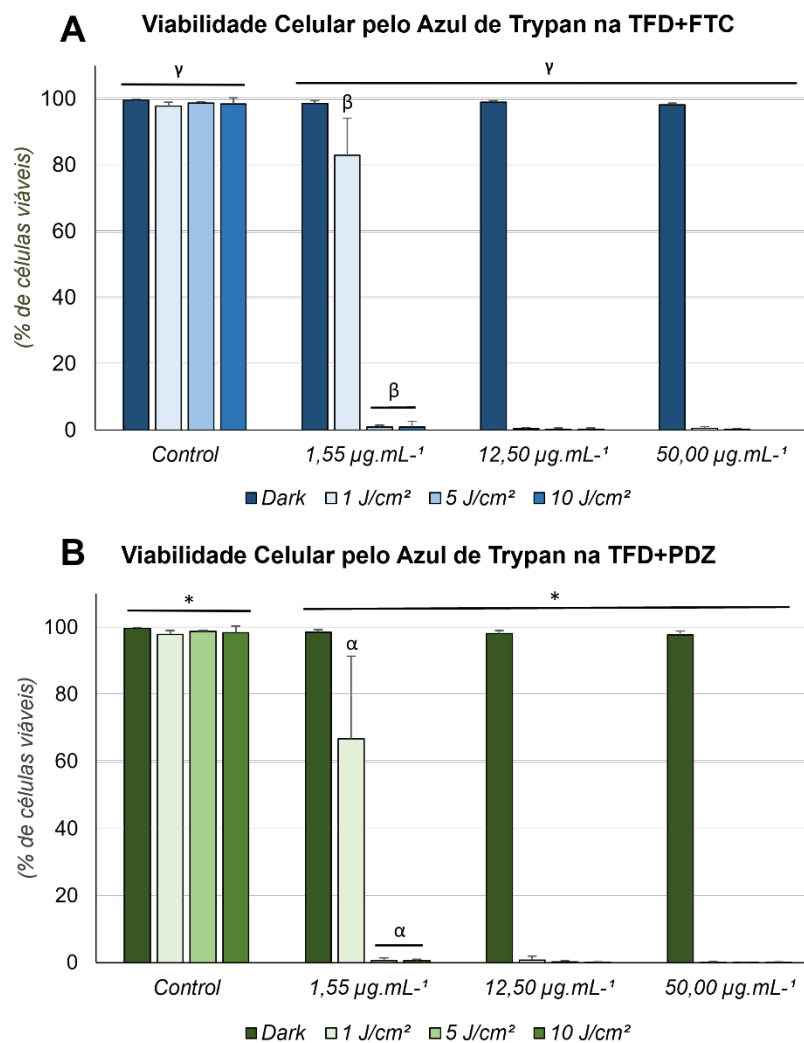 A
Viabilidade Celular pelo Azul de Trypan na TFD+FTC
γ
γ
β
β
(% de células viáveis)
100
80
60
40
20
0
Control
1,55 µg.mL-¹
12,50 µg.mL-¹
50,00 µg.mL-¹
Dark
1 J/cm²
5 J/cm²
10 J/cm²
B
Viabilidade Celular pelo Azul de Trypan na TFD+PDZ
*
*
α
α
(% de células viáveis)
100
80
60
40
20
0
Control
1,55 µg.mL-¹
12,50 µg.mL-¹
50,00 µg.mL-¹
Dark
1 J/cm²
5 J/cm²
10 J/cm²